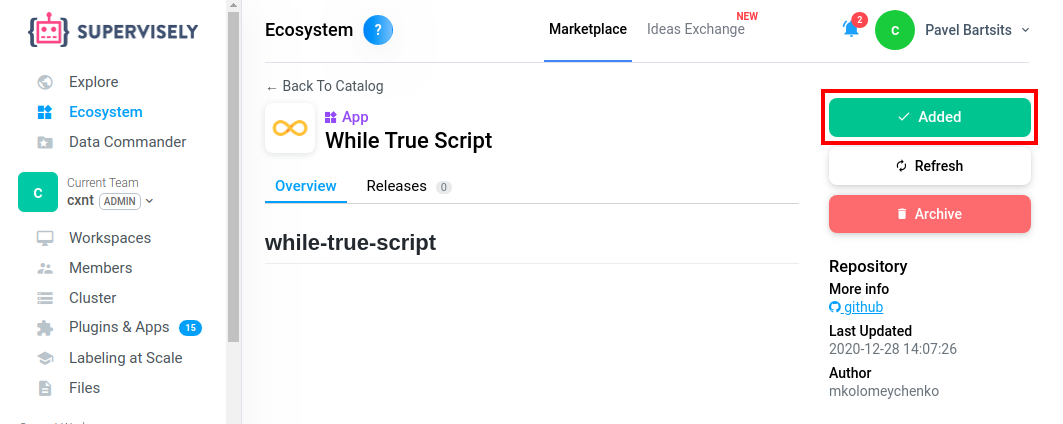 SUPERVISELY
Explore
Ecosystem
Data Commander
C
Current Team
cxnt ADMIN
Workspaces
Members
Cluster
Plugins & Apps 15
Labeling at Scale
Files
Ecosystem ?
Marketplace
Ideas Exchange
NEW
2
C
Pavel Bartsits
← Back To Catalog
App
While True Script
Overview
Releases 0
while-true-script
Added
Refresh
Archive
Repository
More info
github
Last Updated
2020-12-28 14:07:26
Author
mkolomeychenko